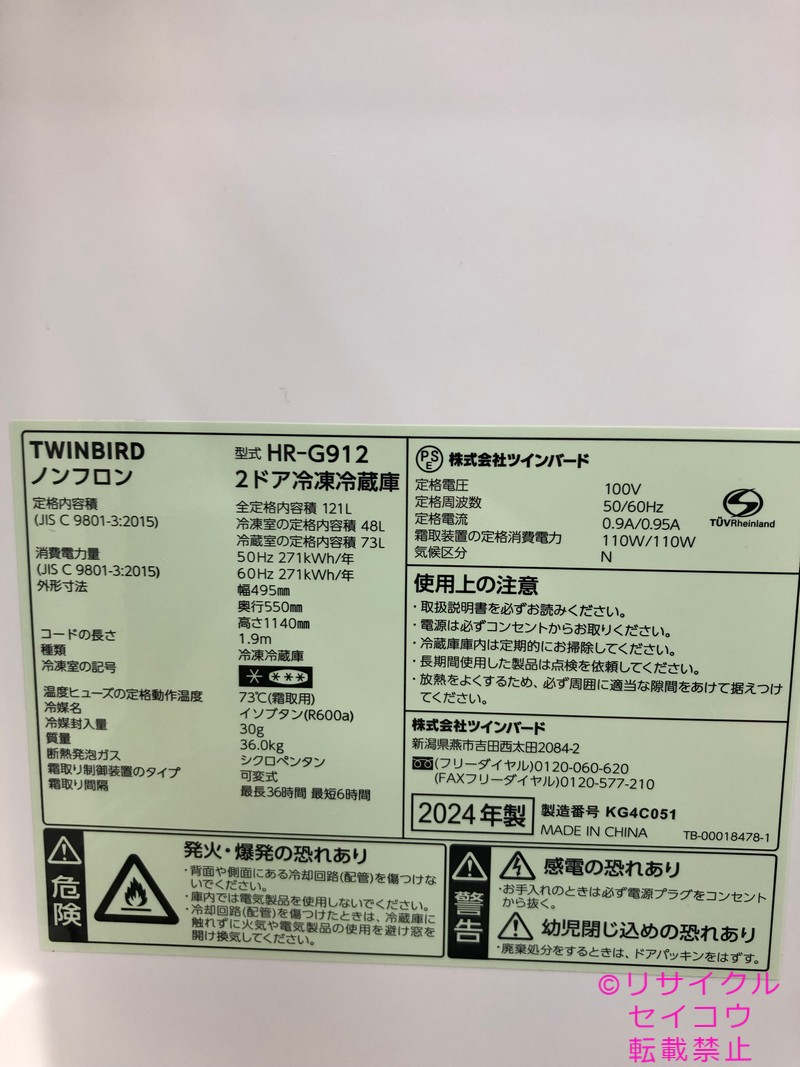 TWINBIRD
ノンフロン
型式 HR-G912
2ドア冷凍冷蔵庫
定格内容積
(JIS C 9801-3:2015)
全定格内容積 121L
冷凍室の定格内容積 48L
冷蔵室の定格内容積 73L
消費電力量
(JIS C 9801-3:2015)
50Hz 271kWh/年
60Hz 271kWh/年
外形寸法
幅495mm
奥行550mm
高さ1140mm
コードの長さ 1.9m
種類 冷凍冷蔵庫
冷凍室の記号
温度ヒューズの定格動作温度 73℃(霜取用)
冷媒名 イソブタン(R600a)
冷媒封入量 30g
質量 36.0kg
断熱発泡ガス シクロペンタン
霜取り制御装置のタイプ 可変式
霜取り間隔 最長36時間 最短6時間
PSE 株式会社ツインバード
定格電圧 100V
定格周波数 50/60Hz
定格電流 0.9A/0.95A
霜取装置の定格消費電力 110W/110W
気候区分 N
TÜVRheinland
使用上の注意
・取扱説明書を必ずお読みください。
・電源は必ずコンセントからお取りください。
・冷蔵庫庫内は定期的にお掃除してください。
・長期間使用した製品は点検を依頼してください。
・放熱をよくするため、必ず周囲に適当な隙間をあけて据えつけ
てください。
株式会社ツインバード
新潟県燕市吉田西太田2084-2
(フリーダイヤル)0120-060-620
(FAXフリーダイヤル)0120-577-210
2024年製
製造番号 KG4C051
MADE IN CHINA
TB-00018478-1
危険
発火・爆発の恐れあり
・背面や側面にある冷却回路(配管)を傷つけな
いでください。
・庫内では電気製品を使用しないでください。
・冷却回路(配管)を傷つけたときは、冷蔵庫に
触れずに火気や電気製品の使用を避け窓を
開け換気してください。
警告
感電の恐れあり
・お手入れのときは必ず電源プラグをコンセント
から抜く。
幼児閉じ込めの恐れあり
・廃棄処分をするときは、ドアパッキンをはずす。
©リサイクル
セイコウ
転載禁止